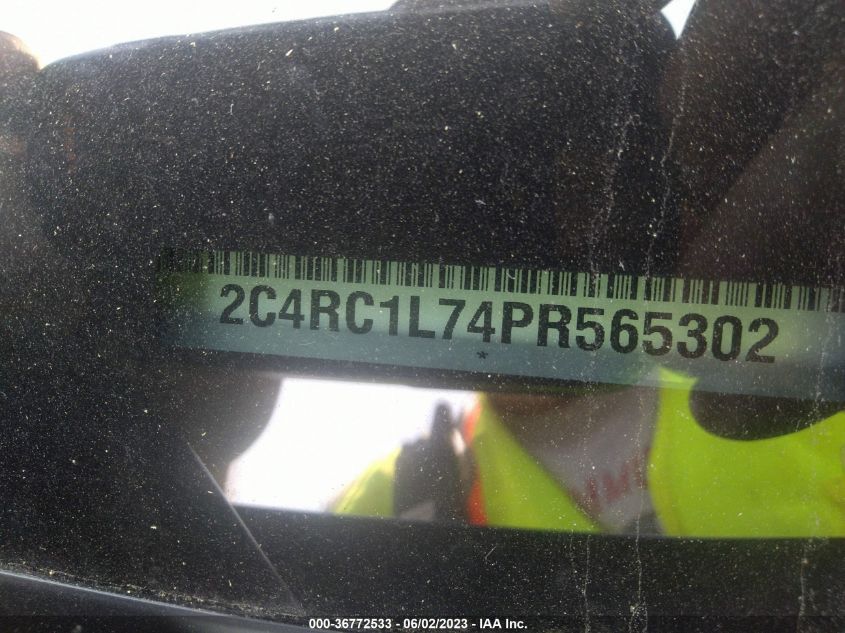 2C4RC1L74PR565302
*
000-36772533 - 06/02/2023 - IAA Inc.